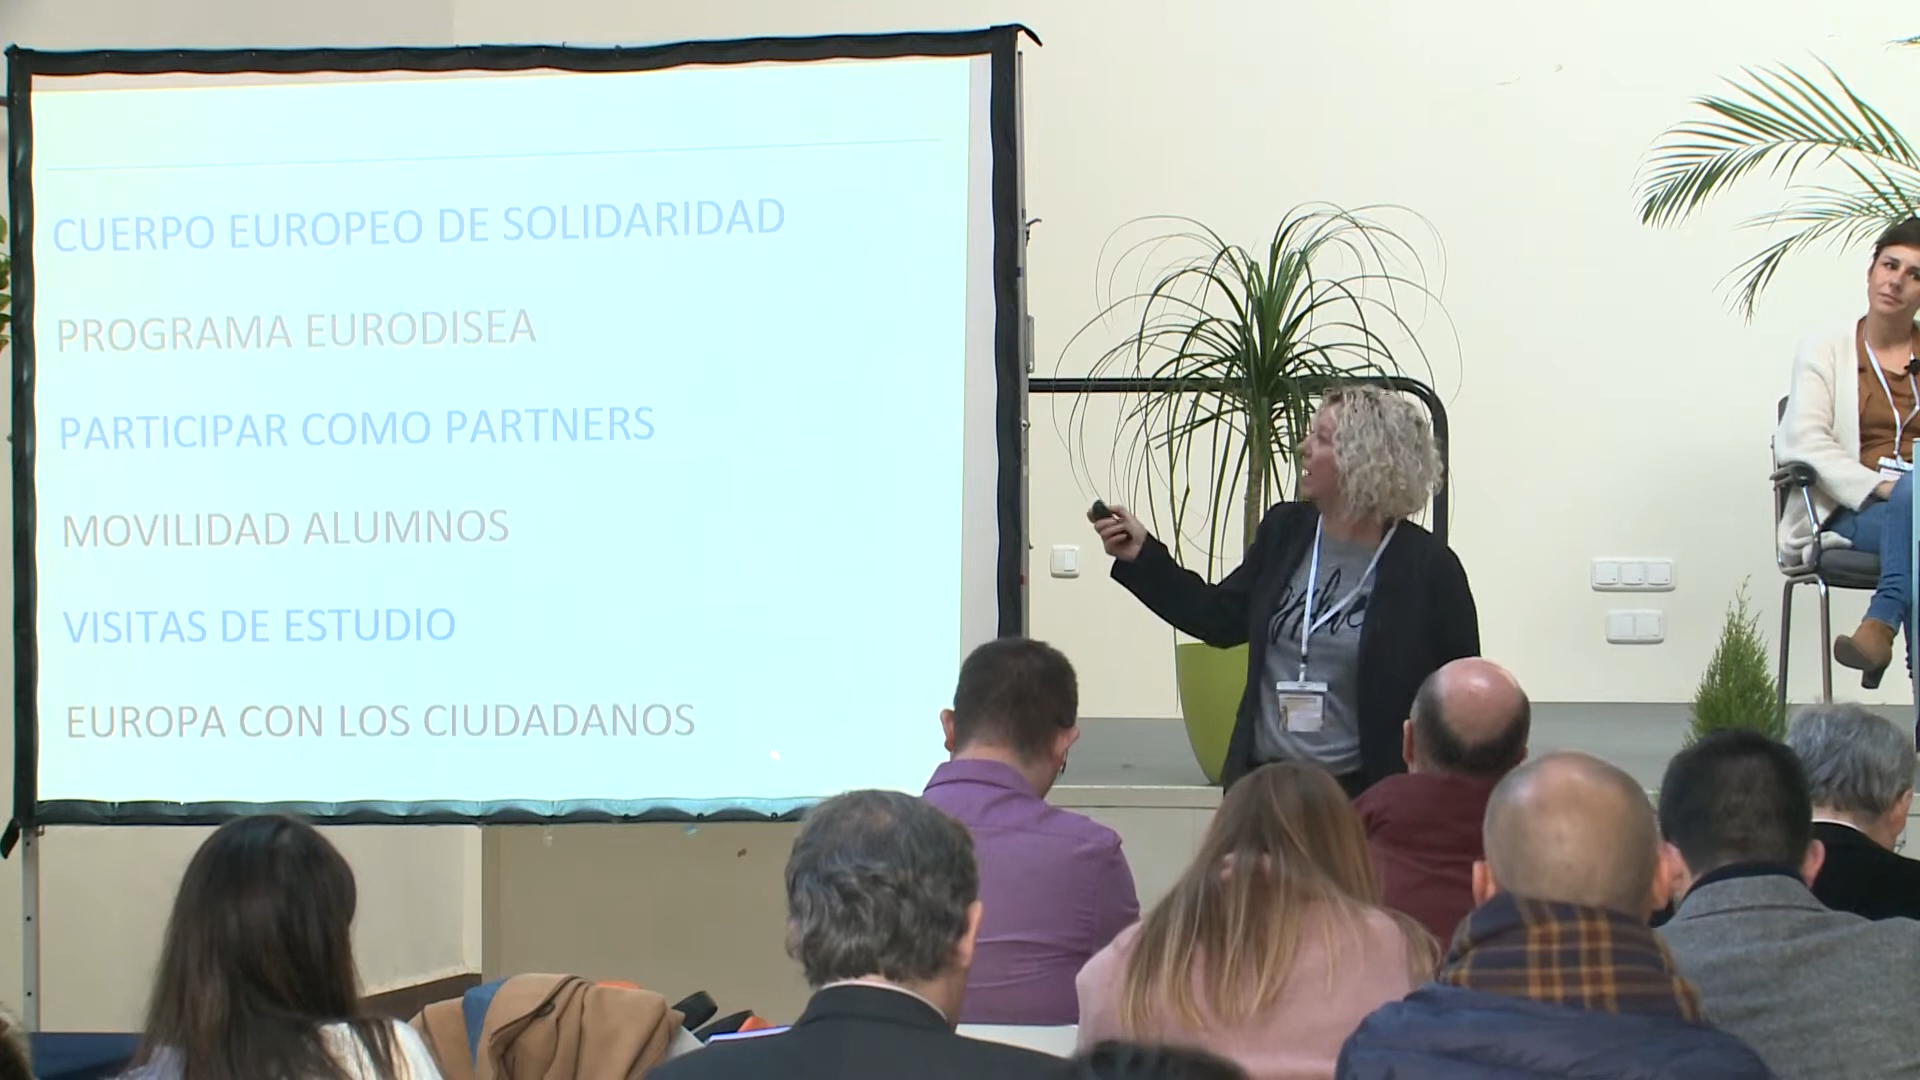 CUERPO EUROPEO DE SOLIDARIDAD
PROGRAMA EURODISEA
PARTICIPAR COMO PARTNERS
MOVILIDAD ALUMNOS
VISITAS DE ESTUDIO
EUROPA CON LOS CIUDADANOS